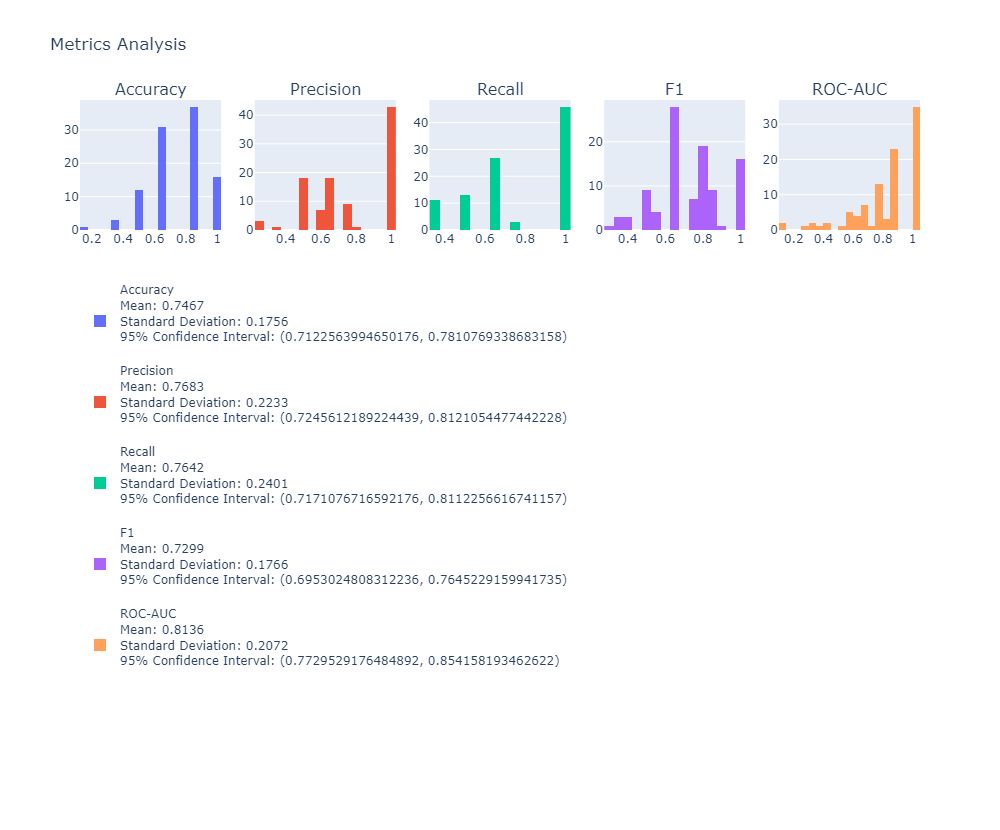 Metrics Analysis
Accuracy Precision Recall F1 ROC-AUC
0 10 20 30
0.2 0.4 0.6 0.8 1
0 10 20 30 40
0.4 0.6 0.8 1
0 10 20 30 40
0.4 0.6 0.8 1
0 10 20
0.4 0.6 0.8 1
0 10 20 30
0.2 0.4 0.6 0.8 1
Accuracy
Mean: 0.7467
Standard Deviation: 0.1756
95% Confidence Interval: (0.7122563994650176, 0.7810769338683158)
Precision
Mean: 0.7683
Standard Deviation: 0.2233
95% Confidence Interval: (0.7245612189224439, 0.8121054477442228)
Recall
Mean: 0.7642
Standard Deviation: 0.2401
95% Confidence Interval: (0.7171076716592176, 0.8112256616741157)
F1
Mean: 0.7299
Standard Deviation: 0.1766
95% Confidence Interval: (0.6953024808312236, 0.7645229159941735)
ROC-AUC
Mean: 0.8136
Standard Deviation: 0.2072
95% Confidence Interval: (0.7729529176484892, 0.854158193462622)